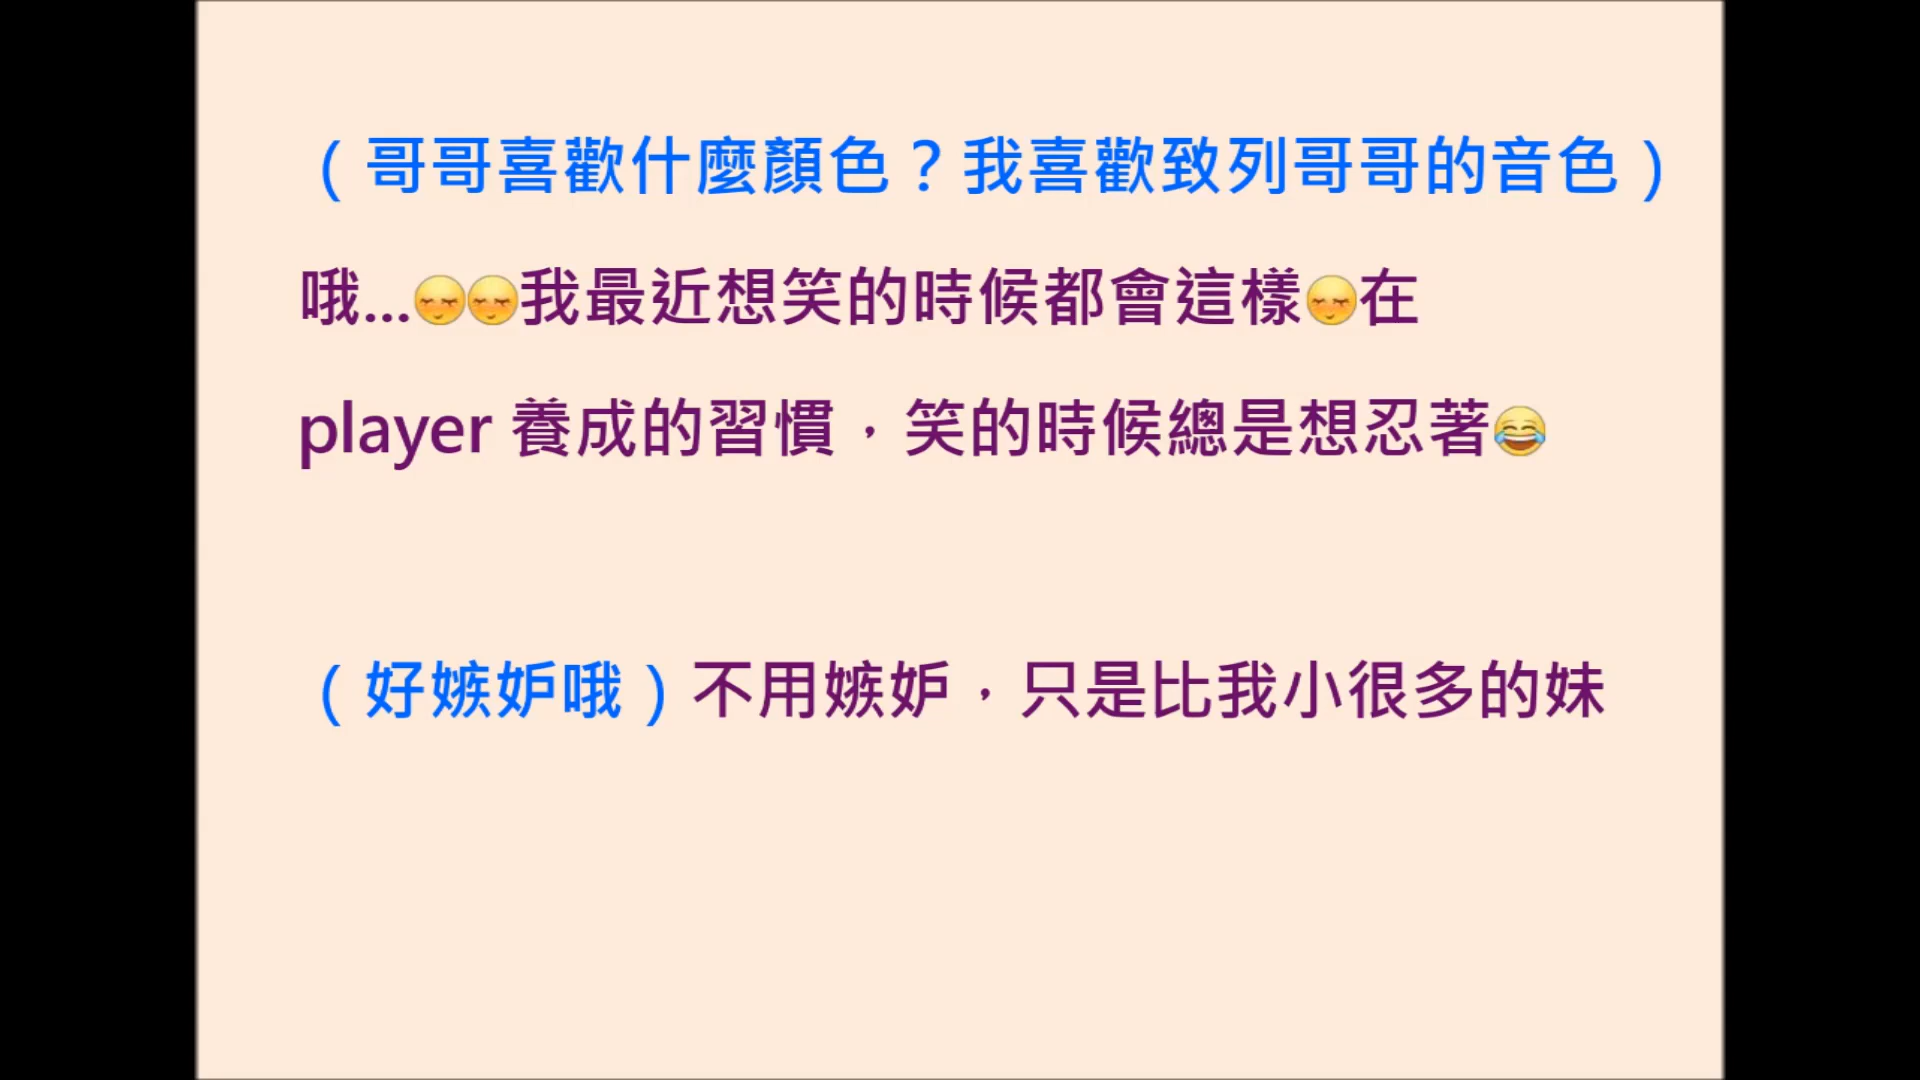 （哥哥喜歡什麼顏色？我喜歡致列哥哥的音色）
哦...😚😚我最近想笑的時候都會這樣😚在
player 養成的習慣，笑的時候總是想忍著😂
（好嫉妒哦）不用嫉妒，只是比我小很多的妹